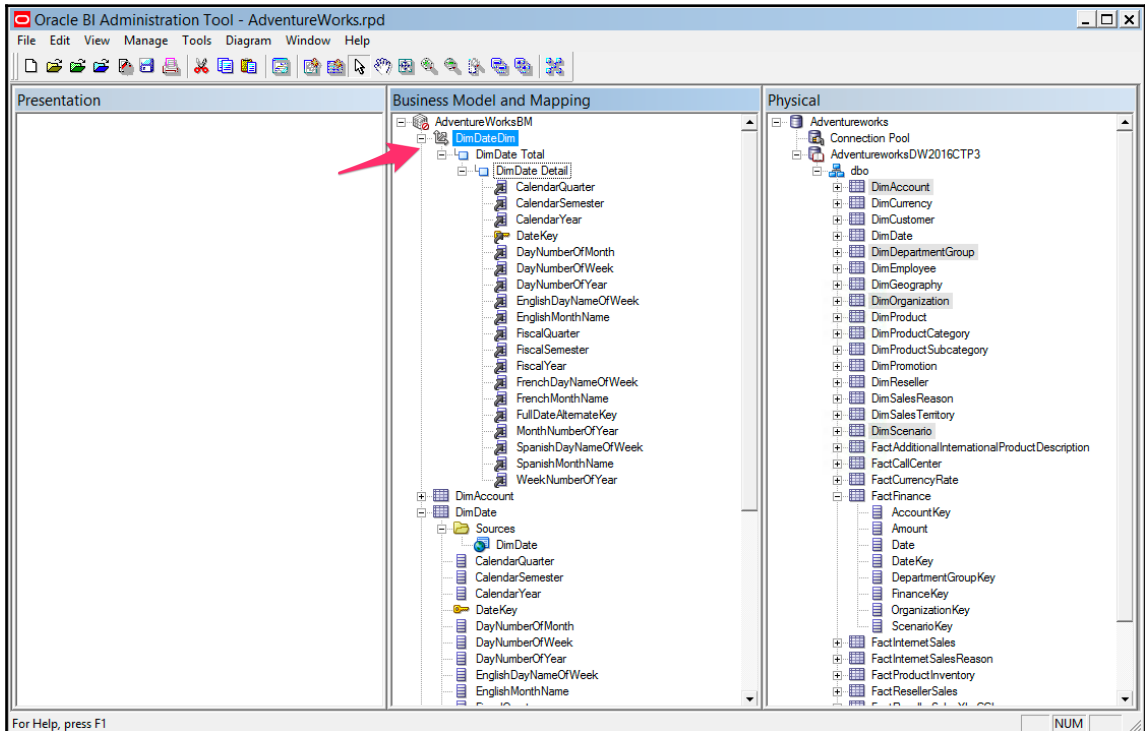 Oracle BI Administration Tool - AdventureWorks.rpd
File Edit View Manage Tools Diagram Window Help
Presentation
Business Model and Mapping
AdventureWorksBM
DimDateDim
DimDate Total
DimDate Detail
CalendarQuarter
CalendarSemester
CalendarYear
DateKey
DayNumberOfMonth
DayNumberOfWeek
DayNumberOfYear
EnglishDayNameOfWeek
EnglishMonthName
FiscalQuarter
FiscalSemester
FiscalYear
FrenchDayNameOfWeek
FrenchMonthName
FullDateAlternateKey
MonthNumberOfYear
SpanishDayNameOfWeek
SpanishMonthName
WeekNumberOfYear
DimAccount
DimDate
Sources
DimDate
CalendarQuarter
CalendarSemester
CalendarYear
DateKey
DayNumberOfMonth
DayNumberOfWeek
DayNumberOfYear
EnglishDayNameOfWeek
EnglishMonthName
Physical
Adventureworks
Connection Pool
AdventureworksDW2016CTP3
dbo
DimAccount
DimCurrency
DimCustomer
DimDate
DimDepartmentGroup
DimEmployee
DimGeography
DimOrganization
DimProduct
DimProductCategory
DimProductSubcategory
DimPromotion
DimReseller
DimSalesReason
DimSalesTerritory
DimScenario
FactAdditionalInternationalProductDescription
FactCallCenter
FactCurrencyRate
FactFinance
AccountKey
Amount
Date
DateKey
DepartmentGroupKey
FinanceKey
OrganizationKey
ScenarioKey
FactInternetSales
FactInternetSalesReason
FactProductInventory
FactResellerSales
For Help, press F1
NUM